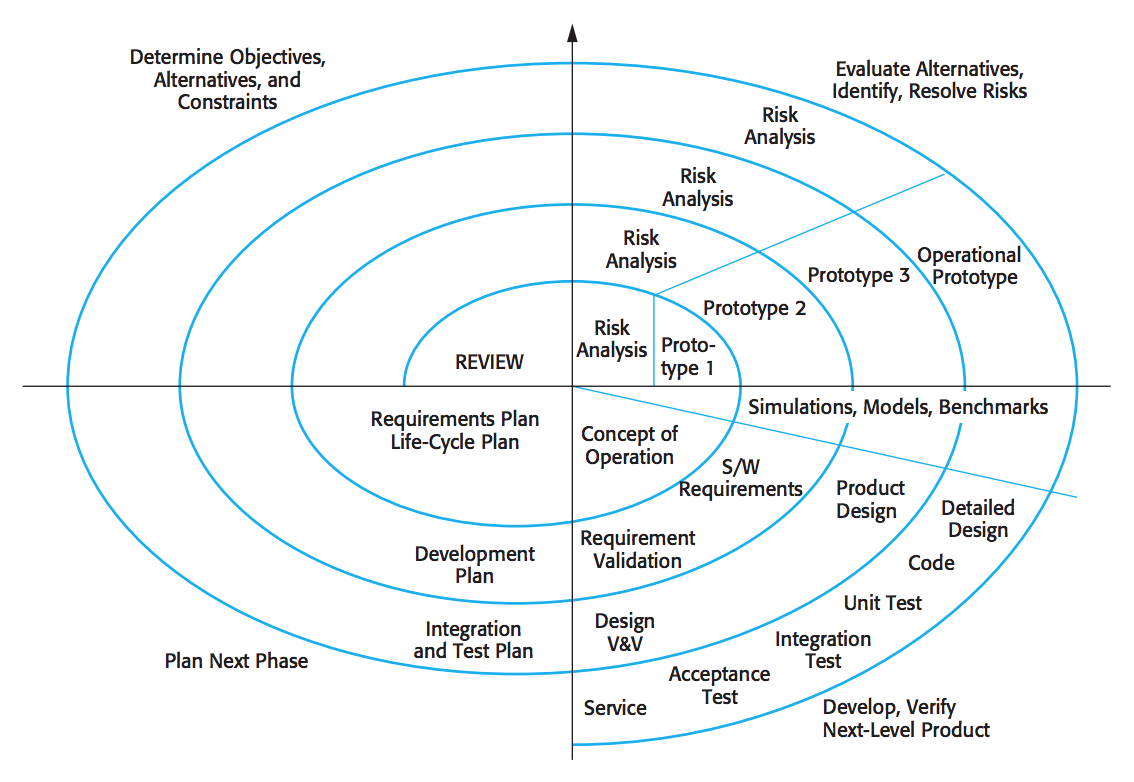 Determine Objectives,
Alternatives, and
Constraints
Evaluate Alternatives,
Identify, Resolve Risks
Risk
Analysis
Risk
Analysis
Risk
Analysis
Operational
Prototype
Prototype 3
Prototype 2
Risk
Analysis
Proto-
type 1
REVIEW
Simulations, Models, Benchmarks
Requirements Plan
Life-Cycle Plan
Concept of
Operation
S/W
Requirements
Product
Design
Detailed
Design
Development
Plan
Requirement
Validation
Code
Unit Test
Integration
and Test Plan
Design
V&V
Integration
Test
Plan Next Phase
Acceptance
Test
Service
Develop, Verify
Next-Level Product